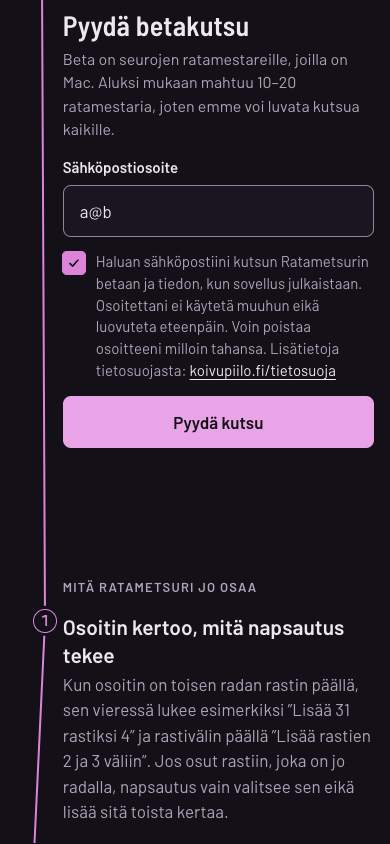 Pyydä betakutsu
Beta on seurojen ratamestareille, joilla on
Mac. Aluksi mukaan mahtuu 10–20
ratamestaria, joten emme voi luvata kutsua
kaikille.
Sähköpostiosoite
a@b
Haluan sähköpostiini kutsun Ratametsurin
betaan ja tiedon, kun sovellus julkaistaan.
Osoitettani ei käytetä muuhun eikä
luovuteta eteenpäin. Voin poistaa
osoitteeni milloin tahansa. Lisätietoja
tietosuojasta: koivupiilo.fi/tietosuoja
Pyydä kutsu
MITÄ RATAMETSURI JO OSAA
1
Osoitin kertoo, mitä napsautus
tekee
Kun osoitin on toisen radan rastin päällä,
sen vieressä lukee esimerkiksi ”Lisää 31
rastiksi 4” ja rastivälin päällä ”Lisää rastien
2 ja 3 väliin”. Jos osut rastiin, joka on jo
radalla, napsautus vain valitsee sen eikä
lisää sitä toista kertaa.